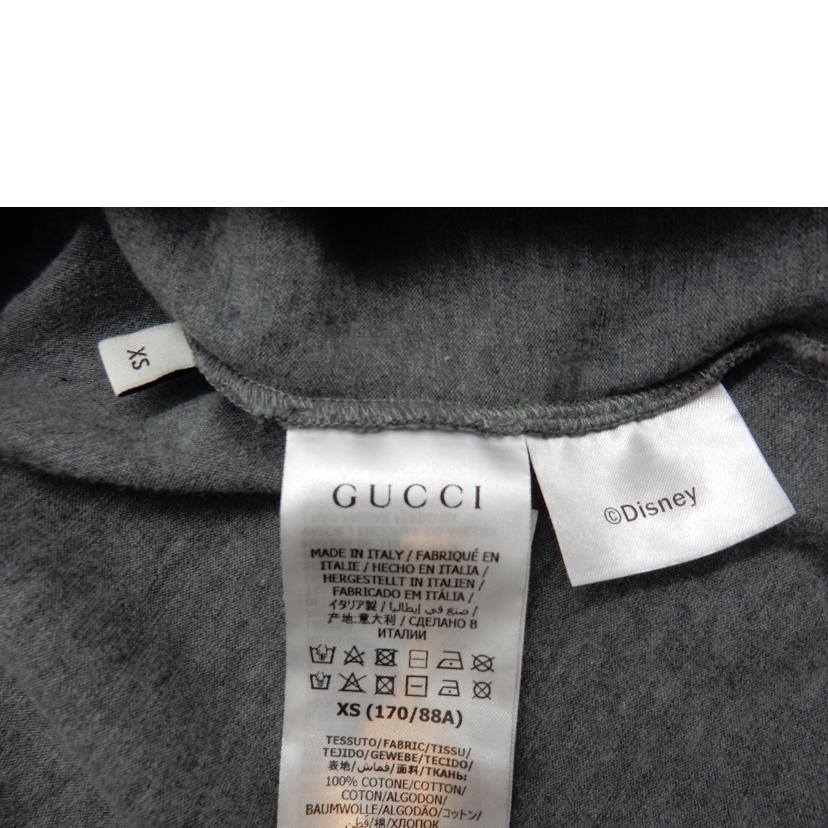 XS
GUCCI
©Disney
MADE IN ITALY / FABRIQUÉ EN
ITALIE / HECHO EN ITALIA /
HERGESTELLT IN ITALIEN /
FABRICADO EM ITÁLIA /
イタリア製 / صنع في إيطاليا /
产地:意大利 / СДЕЛАНО В
ИТАЛИИ
XS (170/88A)
TESSUTO/FABRIC/TISSU/
TEJIDO/GEWEBE/TECIDO/
表地/قماش/面料/ТКАНЬ:
100% COTONE/COTTON/
COTON/ALGODON/
BAUMWOLLE/ALGODÃO/コットン/
قطن/棉/ХЛОПОК